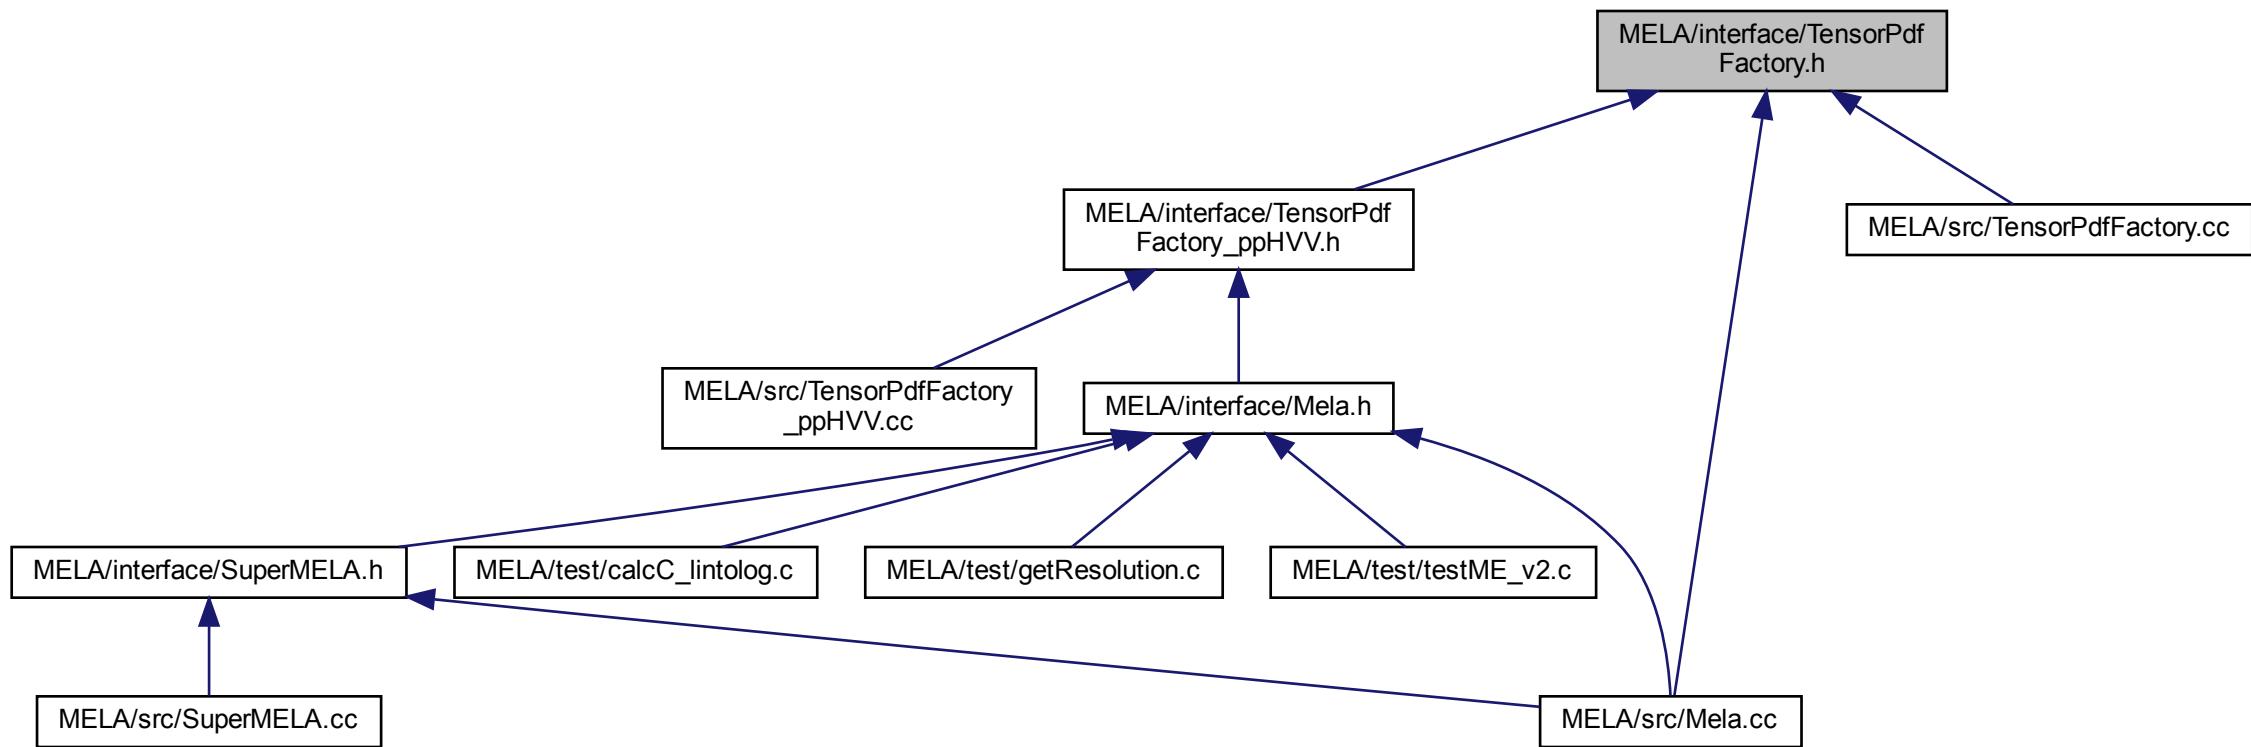 MELA/interface/TensorPdf
Factory.h
MELA/interface/TensorPdf
Factory_ppHVV.h
MELA/src/TensorPdfFactory.cc
MELA/src/TensorPdfFactory
_ppHVV.cc
MELA/interface/Mela.h
MELA/interface/SuperMELA.h
MELA/test/calcC_lintolog.c
MELA/test/getResolution.c
MELA/test/testME_v2.c
MELA/src/SuperMELA.cc
MELA/src/Mela.cc